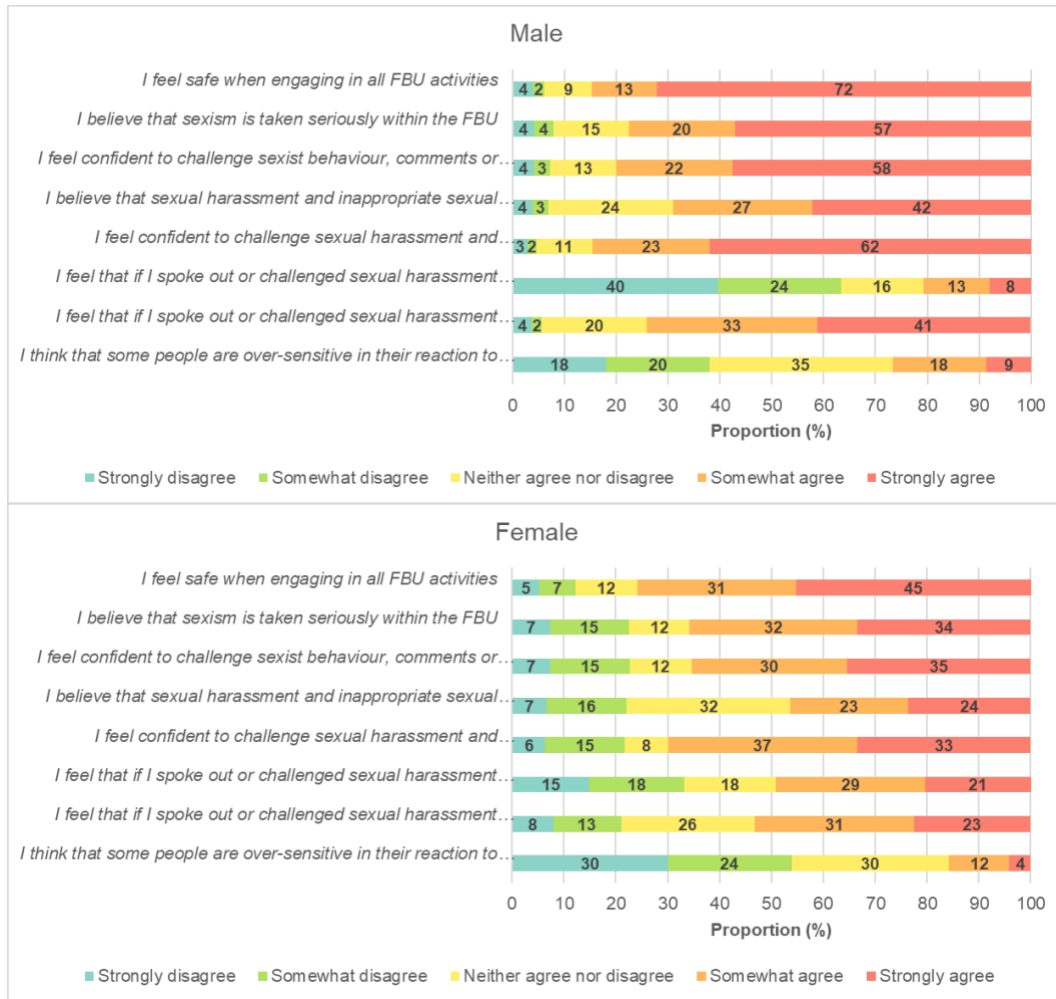 Male
I feel safe when engaging in all FBU activities
4 2 9 13 72
I believe that sexism is taken seriously within the FBU
4 4 15 20 57
I feel confident to challenge sexist behaviour, comments or...
4 3 13 22 58
I believe that sexual harassment and inappropriate sexual...
4 3 24 27 42
I feel confident to challenge sexual harassment and...
3 2 11 23 62
I feel that if I spoke out or challenged sexual harassment...
40 24 16 13 8
I feel that if I spoke out or challenged sexual harassment...
4 2 20 33 41
I think that some people are over-sensitive in their reaction to...
18 20 35 18 9
0 10 20 30 40 50 60 70 80 90 100
Proportion (%)
Strongly disagree Somewhat disagree Neither agree nor disagree Somewhat agree Strongly agree
Female
I feel safe when engaging in all FBU activities
5 7 12 31 45
I believe that sexism is taken seriously within the FBU
7 15 12 32 34
I feel confident to challenge sexist behaviour, comments or...
7 15 12 30 35
I believe that sexual harassment and inappropriate sexual...
7 16 32 23 24
I feel confident to challenge sexual harassment and...
6 15 8 37 33
I feel that if I spoke out or challenged sexual harassment...
15 18 18 29 21
I feel that if I spoke out or challenged sexual harassment...
8 13 26 31 23
I think that some people are over-sensitive in their reaction to...
30 24 30 12 4
0 10 20 30 40 50 60 70 80 90 100
Proportion (%)
Strongly disagree Somewhat disagree Neither agree nor disagree Somewhat agree Strongly agree